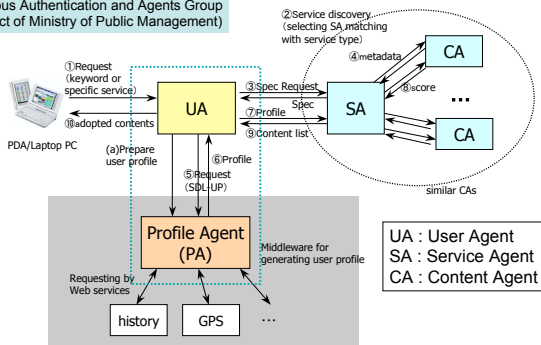 ous Authentication and Agents Group
ct of Ministry of Public Management)
②Service discovery
(selecting SA matching
with service type)
④metadata
CA
①Request
(keyword or
specific service)
③Spec Request
⑧score
UA
Spec
SA
...
⑦Profile
⑩adopted contents
⑨Content list
CA
PDA/Laptop PC
(a)Prepare
user profile
⑥Profile
⑤Request
(SDL-UP)
similar CAs
Profile Agent
(PA)
Middleware for
generating user profile
UA : User Agent
SA : Service Agent
CA : Content Agent
Requesting by
Web services
history
GPS
...